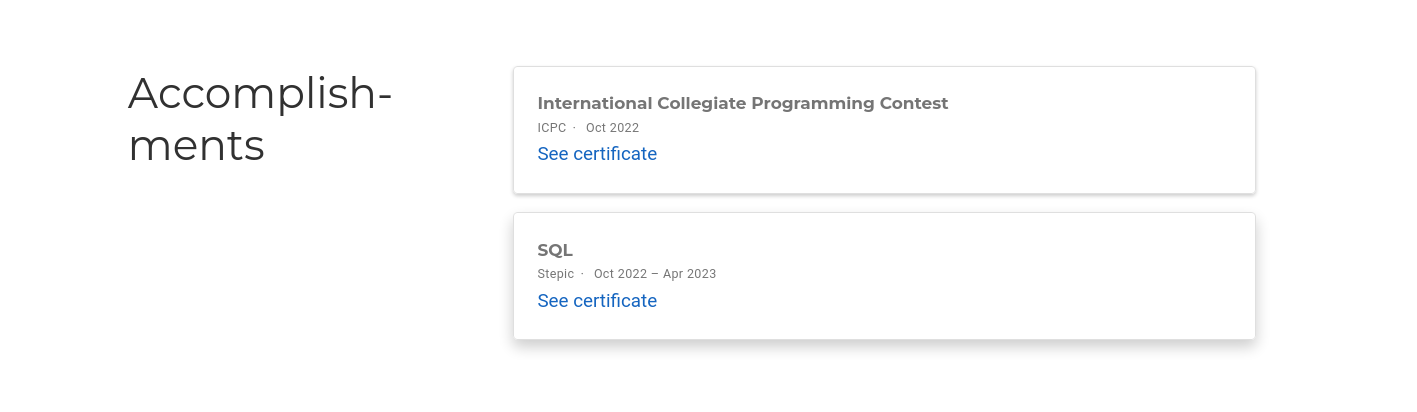 Accomplish-
ments
International Collegiate Programming Contest
ICPC · Oct 2022
See certificate
SQL
Stepic · Oct 2022 – Apr 2023
See certificate